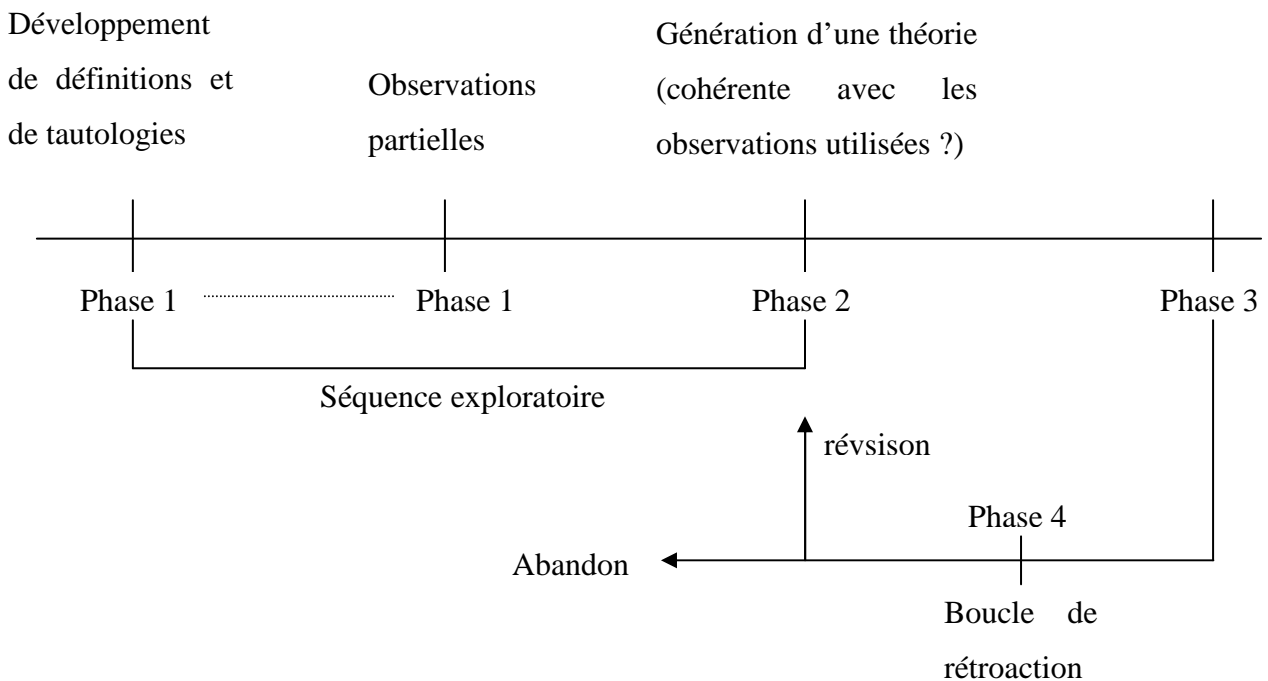 Développement
de définitions et
de tautologies
Observations
partielles
Génération d’une théorie
(cohérente avec les
observations utilisées ?)
Phase 1
Phase 1
Phase 2
Phase 3
Séquence exploratoire
révsison
Phase 4
Abandon
Boucle de
rétroaction